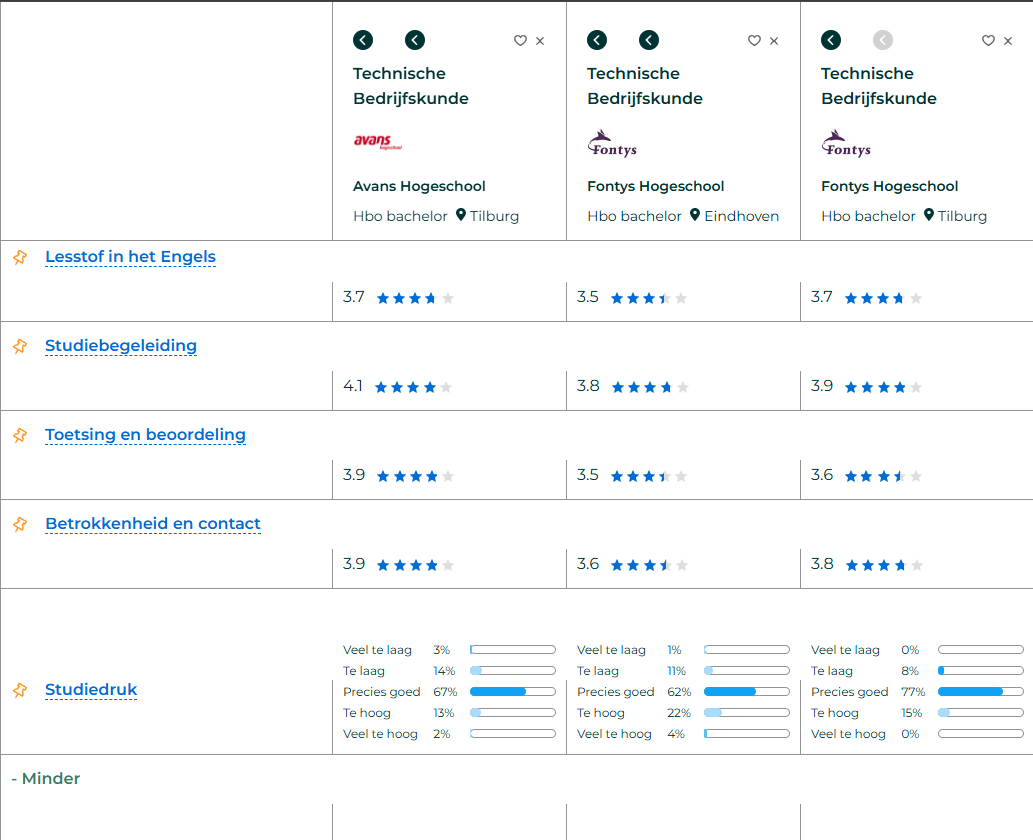 Technische
Bedrijfskunde
avans
hogeschool
Avans Hogeschool
Hbo bachelor Tilburg
Technische
Bedrijfskunde
Fontys
Fontys Hogeschool
Hbo bachelor Eindhoven
Technische
Bedrijfskunde
Fontys
Fontys Hogeschool
Hbo bachelor Tilburg
Lesstof in het Engels
3.7 3.5 3.7
Studiebegeleiding
4.1 3.8 3.9
Toetsing en beoordeling
3.9 3.5 3.6
Betrokkenheid en contact
3.9 3.6 3.8
Studiedruk
Veel te laag 3%
Te laag 14%
Precies goed 67%
Te hoog 13%
Veel te hoog 2%
Veel te laag 1%
Te laag 11%
Precies goed 62%
Te hoog 22%
Veel te hoog 4%
Veel te laag 0%
Te laag 8%
Precies goed 77%
Te hoog 15%
Veel te hoog 0%
- Minder